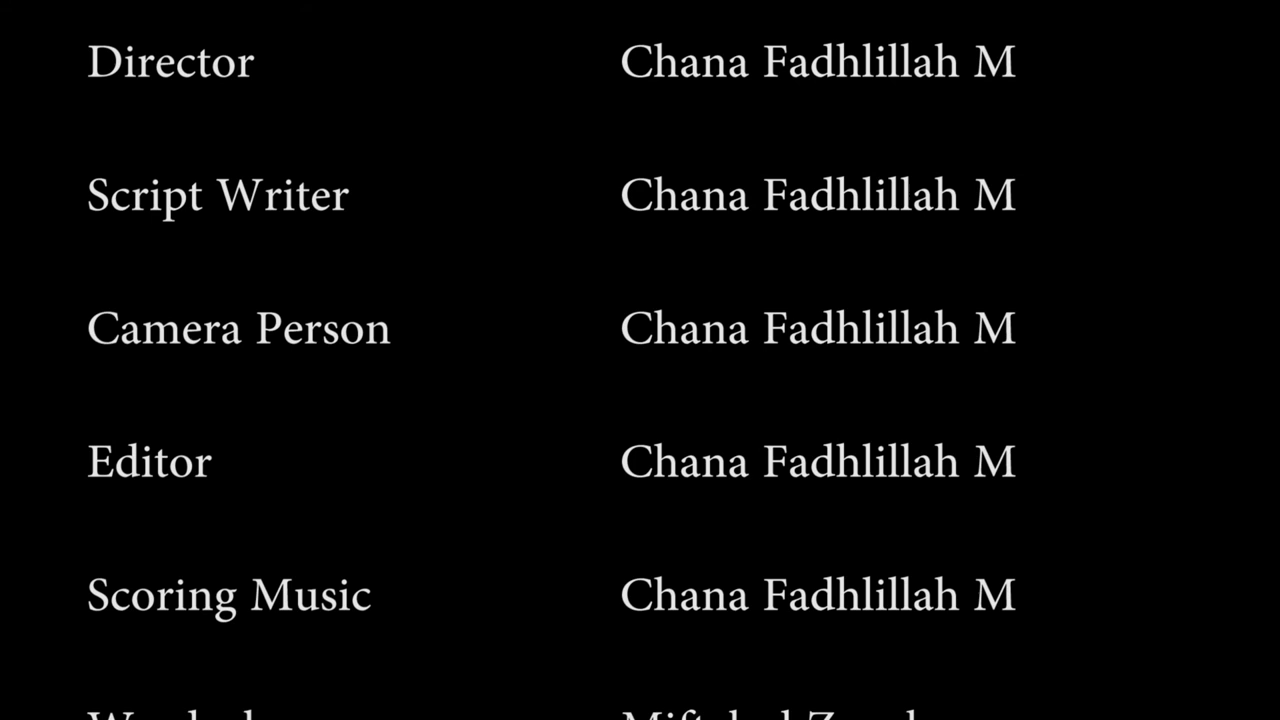 Director Chana Fadhlillah M
Script Writer Chana Fadhlillah M
Camera Person Chana Fadhlillah M
Editor Chana Fadhlillah M
Scoring Music Chana Fadhlillah M